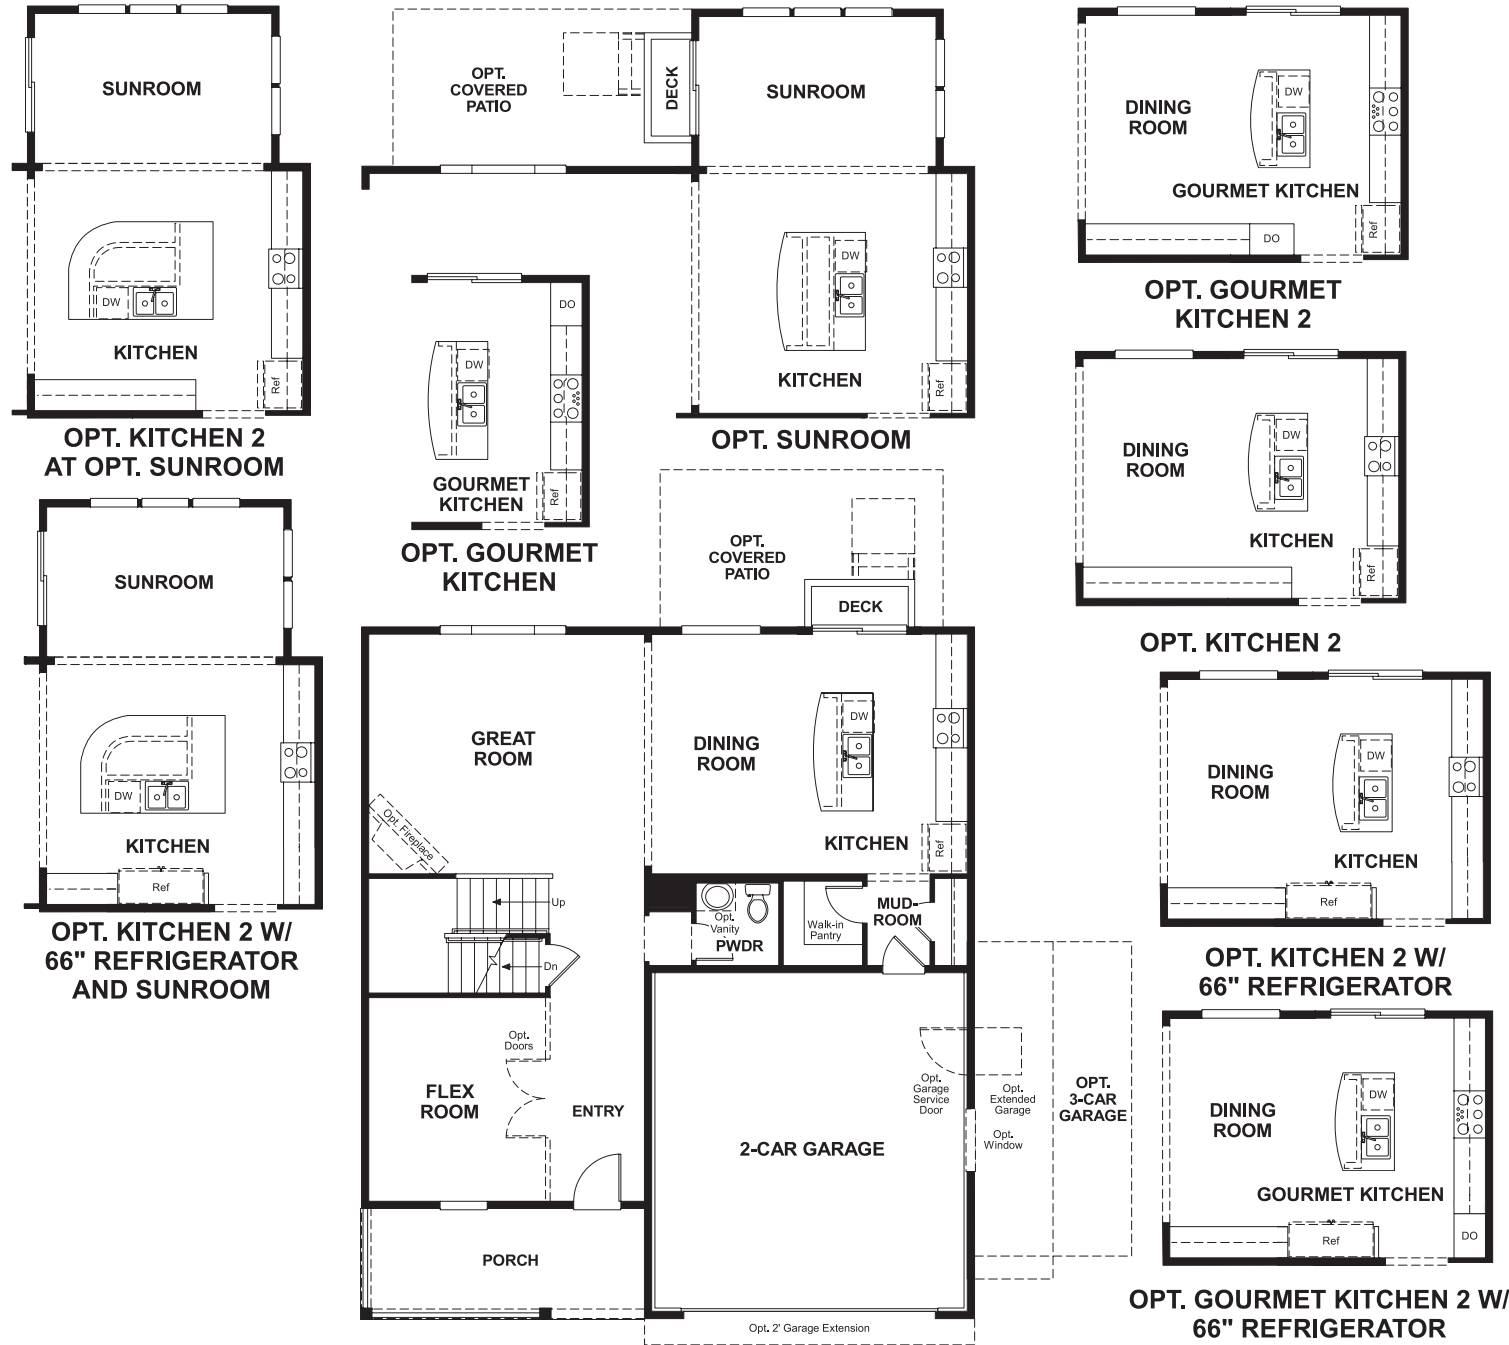 SUNROOM
DW
KITCHEN
Ref
OPT. KITCHEN 2
AT OPT. SUNROOM
SUNROOM
DW
KITCHEN
Ref
OPT. KITCHEN 2 W/
66" REFRIGERATOR
AND SUNROOM
OPT.
COVERED
PATIO
DECK
SUNROOM
DW
KITCHEN
Ref
OPT. SUNROOM
DO
DW
GOURMET
KITCHEN
Ref
OPT. GOURMET
KITCHEN
OPT.
COVERED
PATIO
DECK
GREAT
ROOM
DINING
ROOM
DW
KITCHEN
Ref
Opt. Fireplace
Up
Dn
Opt.
Vanity
PWDR
Walk-in
Pantry
MUD-
ROOM
Opt.
Doors
FLEX
ROOM
ENTRY
2-CAR GARAGE
Opt.
Garage
Service
Door
Opt.
Extended
Garage
Opt.
Window
OPT.
3-CAR
GARAGE
PORCH
Opt. 2' Garage Extension
DINING
ROOM
DW
GOURMET KITCHEN
DO
Ref
OPT. GOURMET
KITCHEN 2
DINING
ROOM
DW
KITCHEN
Ref
OPT. KITCHEN 2
DINING
ROOM
DW
KITCHEN
Ref
OPT. KITCHEN 2 W/
66" REFRIGERATOR
DINING
ROOM
DW
GOURMET KITCHEN
Ref
DO
OPT. GOURMET KITCHEN 2 W/
66" REFRIGERATOR